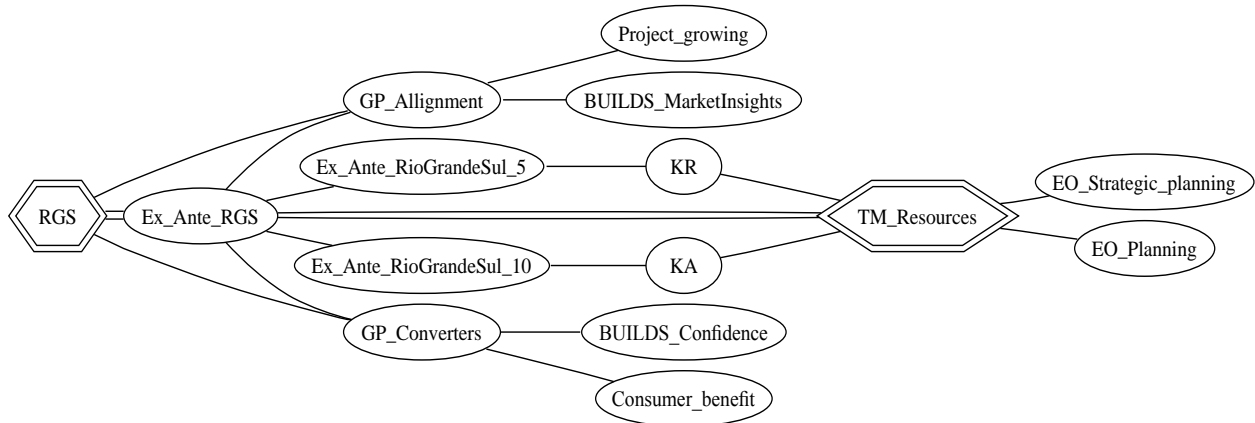 Project_growing
GP_Allignment
BUILDS_MarketInsights
Ex_Ante_RioGrandeSul_5
KR
EO_Strategic_planning
RGS
Ex_Ante_RGS
TM_Resources
EO_Planning
Ex_Ante_RioGrandeSul_10
KA
GP_Converters
BUILDS_Confidence
Consumer_benefit